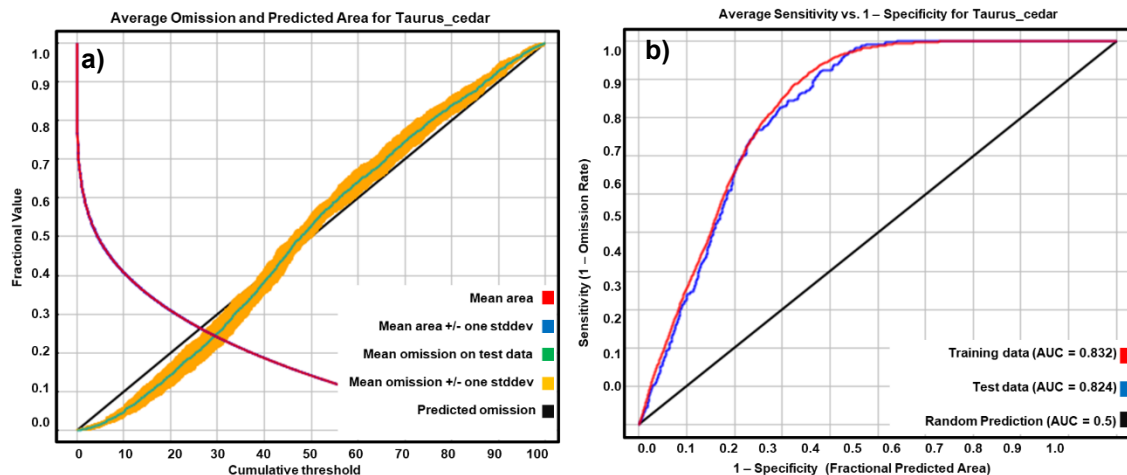 Average Omission and Predicted Area for Taurus_cedar
a)
Fractional Value
1.0
0.9
0.8
0.7
0.6
0.5
0.4
0.3
0.2
0.1
0.0
Mean area
Mean area +/- one stddev
Mean omission on test data
Mean omission +/- one stddev
Predicted omission
0 10 20 30 40 50 60 70 80 90 100
Cumulative threshold
Average Sensitivity vs. 1 – Specificity for Taurus_cedar
b)
Sensitivity (1 – Omission Rate)
1.0
0.9
0.8
0.7
0.6
0.5
0.4
0.3
0.2
0.1
0.0
Training data (AUC = 0.832)
Test data (AUC = 0.824)
Random Prediction (AUC = 0.5)
0.0 0.1 0.2 0.3 0.4 0.5 0.6 0.7 0.8 1.0
1 – Specificity (Fractional Predicted Area)